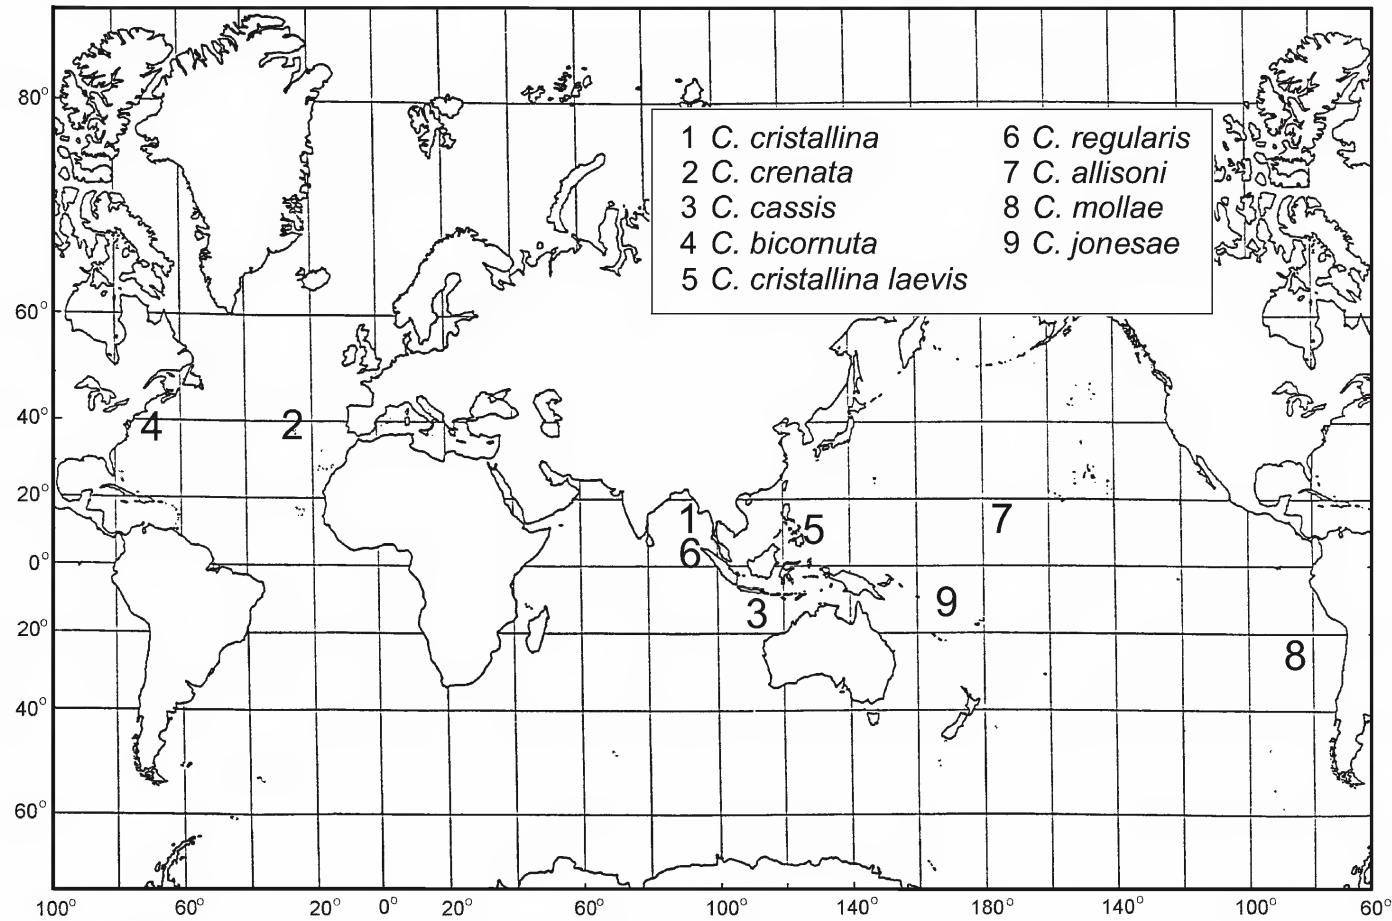 1 C. cristallina
2 C. crenata
3 C. cassis
4 C. bicornuta
5 C. cristallina laevis
6 C. regularis
7 C. allisoni
8 C. mollae
9 C. jonesae
80°
60°
40°
4
2
20°
1
5
7
0°
6
3
9
20°
8
40°
60°
100° 60° 20° 0° 20° 60° 100° 140° 180° 140° 100° 60°